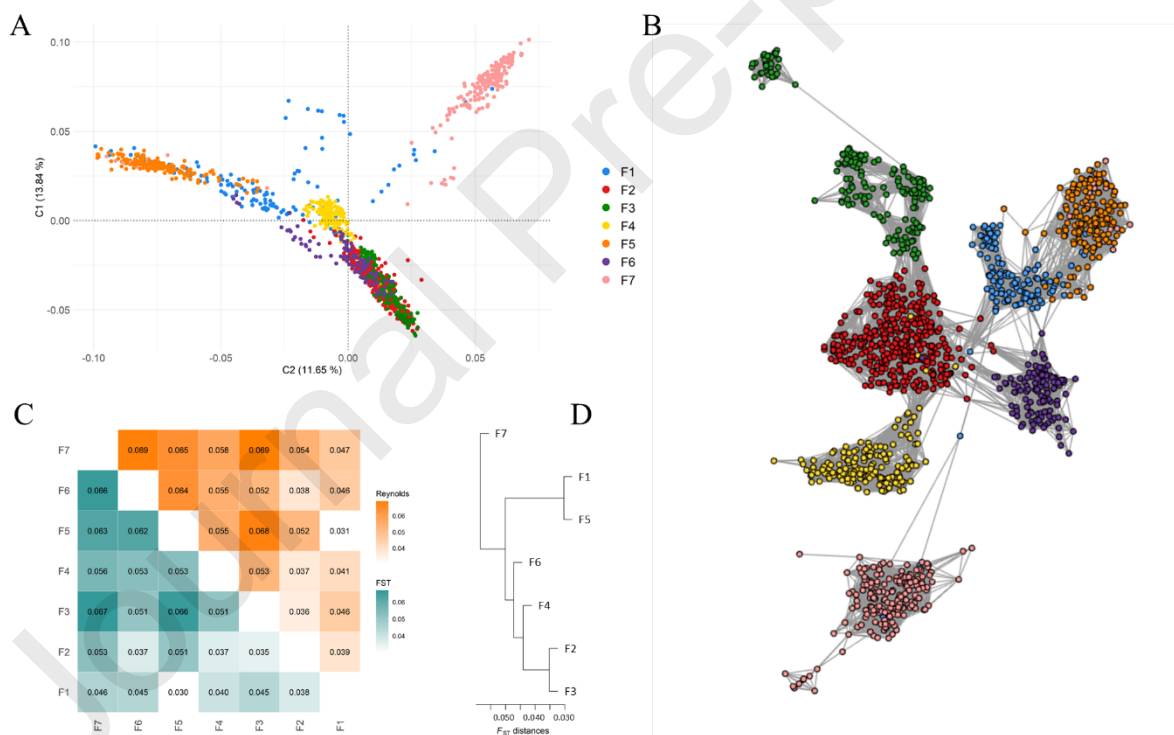 A
C1 (13.84 %)
0.10
0.05
0.00
-0.05
-0.10
-0.05
0.00
0.05
C2 (11.65 %)
F1
F2
F3
F4
F5
F6
F7
B
C
F7 0.069 0.065 0.058 0.069 0.054 0.047
F6 0.066 0.064 0.055 0.052 0.038 0.046
F5 0.063 0.062 0.055 0.068 0.052 0.031
F4 0.056 0.053 0.053 0.053 0.037 0.041
F3 0.067 0.051 0.066 0.051 0.036 0.046
F2 0.053 0.037 0.051 0.037 0.035 0.039
F1 0.046 0.045 0.030 0.040 0.045 0.038
F7 F6 F5 F4 F3 F2 F1
Reynolds
0.06
0.05
0.04
FST
0.06
0.05
0.04
D
F7
F1
F5
F6
F4
F2
F3
0.050 0.040 0.030
FST distances
Journal Pre-p